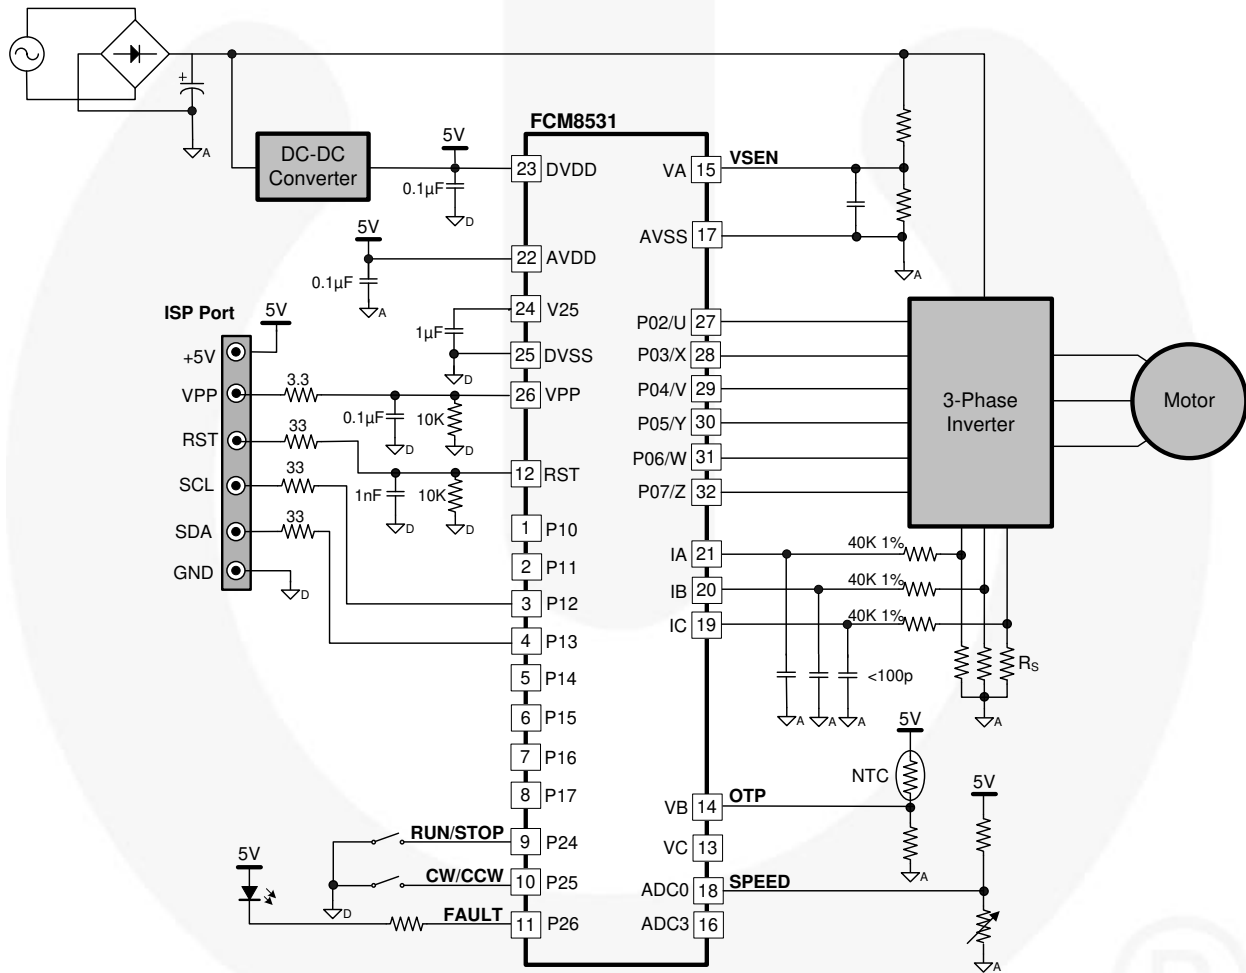 FCM8531
5V
DC-DC
Converter
0.1µF
D
23 DVDD
VA 15 VSEN
5V
22 AVDD
AVSS 17
0.1µF
A
A
A
ISP Port
5V
24 V25
1µF
25 DVSS
D
P02/U 27
P03/X 28
P04/V 29
P05/Y 30
P06/W 31
P07/Z 32
3-Phase
Inverter
Motor
+5V
VPP 3.3
26 VPP
0.1µF 10K
D D
RST 33
12 RST
1nF 10K
D D
SCL 33
SDA 33
GND
D
1 P10
2 P11
3 P12
4 P13
5 P14
6 P15
7 P16
8 P17
IA 21 40K 1%
IB 20 40K 1%
IC 19 40K 1%
<100p
RS
A A A A
5V
NTC
VB 14 OTP
A
5V
VC 13
ADC0 18 SPEED
ADC3 16
A
RUN/STOP 9 P24
5V
CW/CCW 10 P25
D
FAULT 11 P26
R